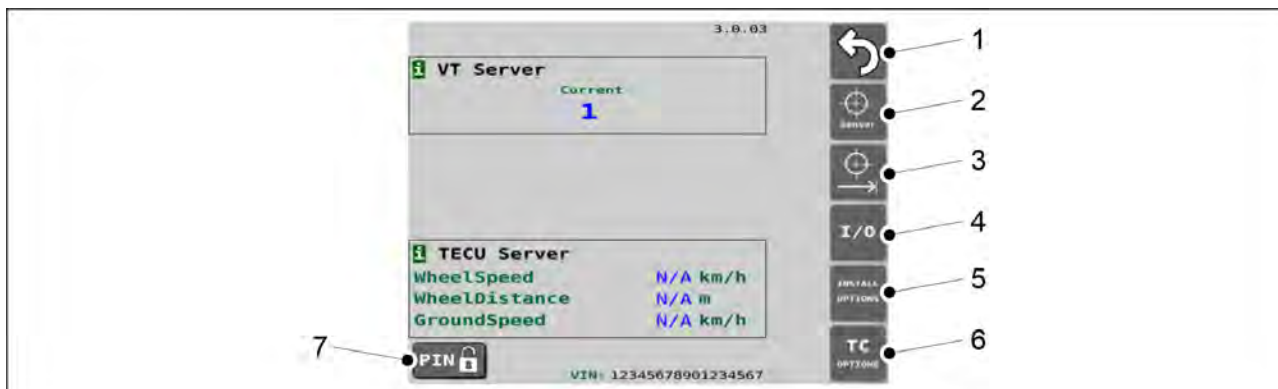 3.0.03
1
VT Server
Current
1
2
Sensor
3
I/O
4
TECU Server
WheelSpeed N/A km/h
WheelDistance N/A m
GroundSpeed N/A km/h
INSTALL
OPTIONS
5
TC
OPTIONS
6
7
PIN
VIN: 12345678901234567